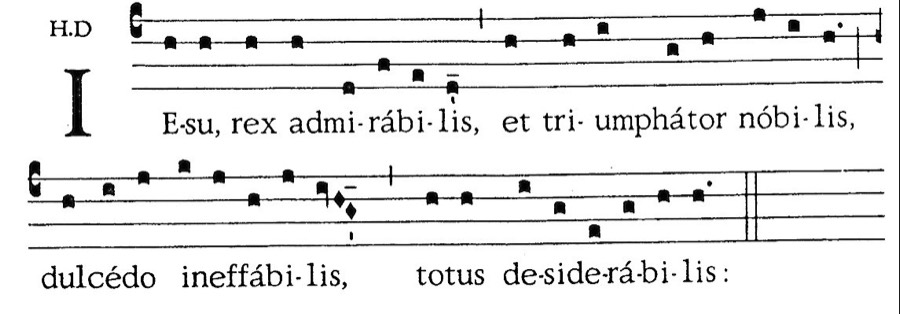 H.D
IE-su, rex admi-rábi-lis, et tri-umphátor nóbi-lis,
dulcédo ineffábi-lis, totus de-side-rá-bi-lis: